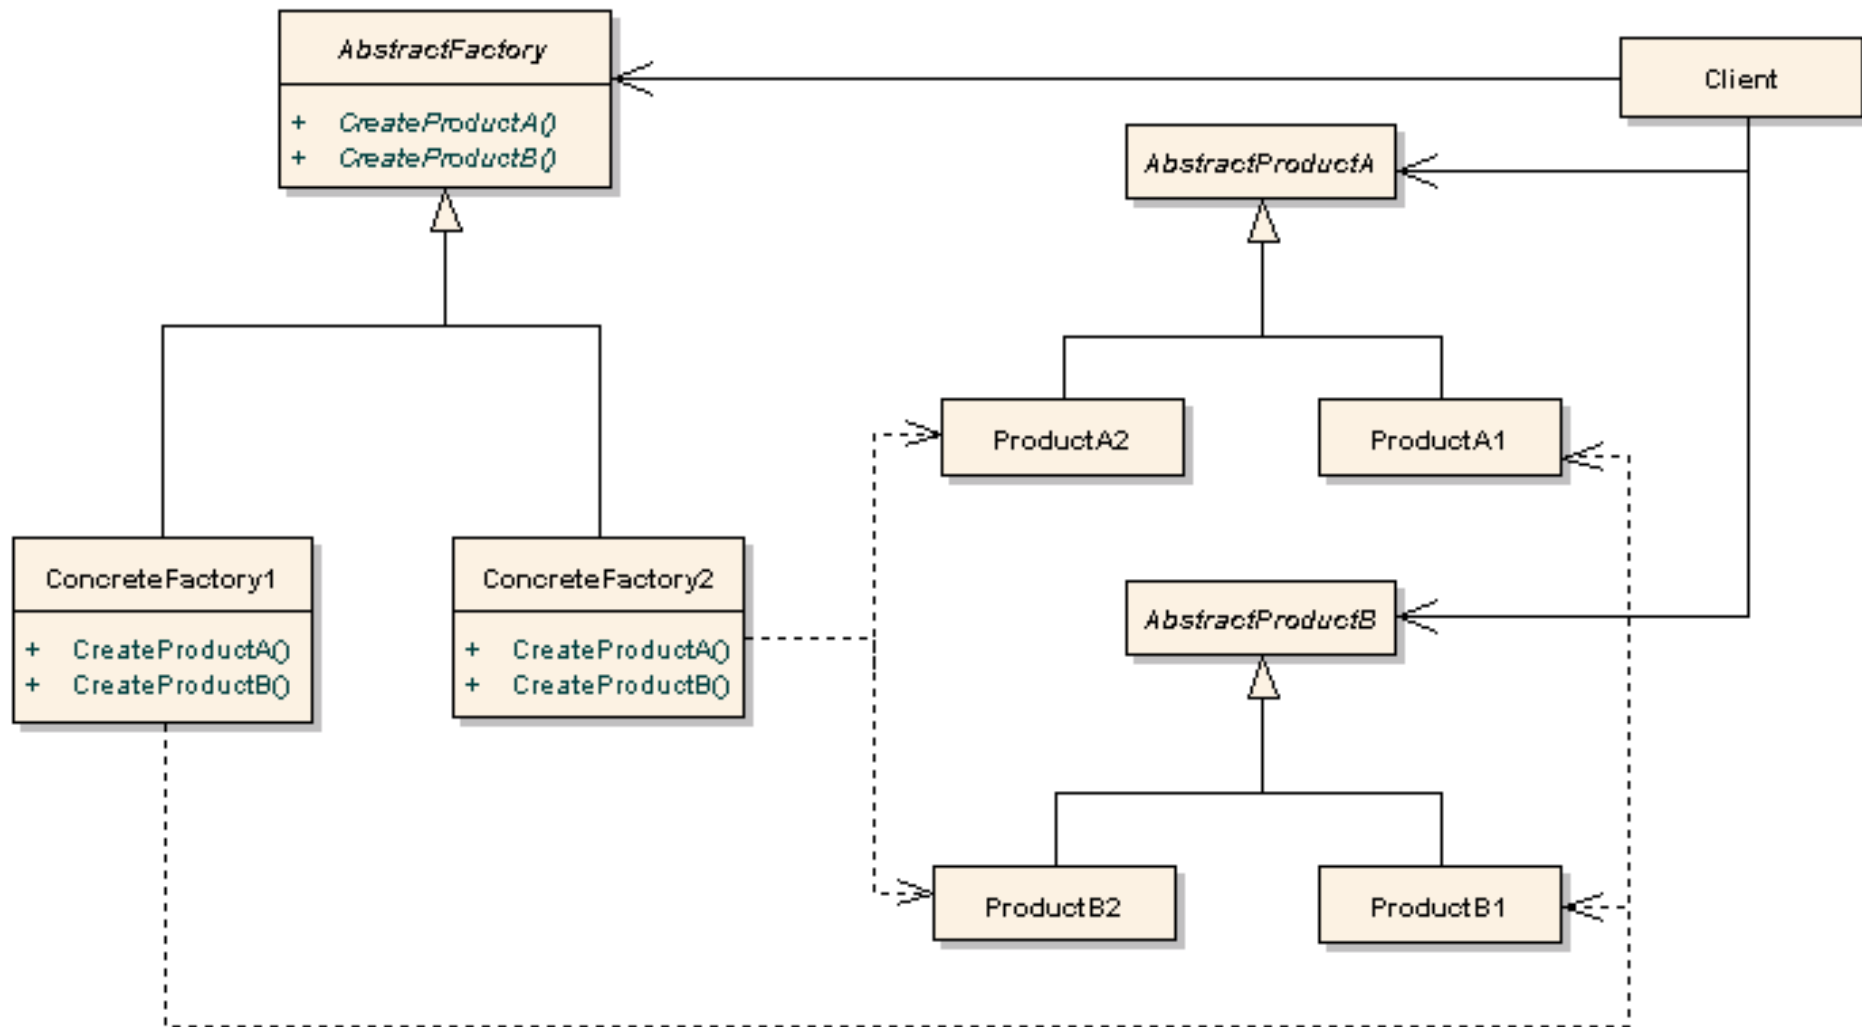 AbstractFactory
+ CreateProductA()
+ CreateProductB()
Client
AbstractProductA
ProductA2
ProductA1
ConcreteFactory1
+ CreateProductA()
+ CreateProductB()
ConcreteFactory2
+ CreateProductA()
+ CreateProductB()
AbstractProductB
ProductB2
ProductB1